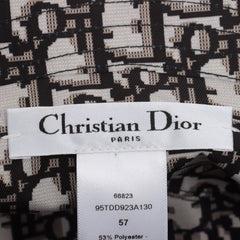 Christian Dior
PARIS
66823
95TDD923A130
57
53% Polyester -